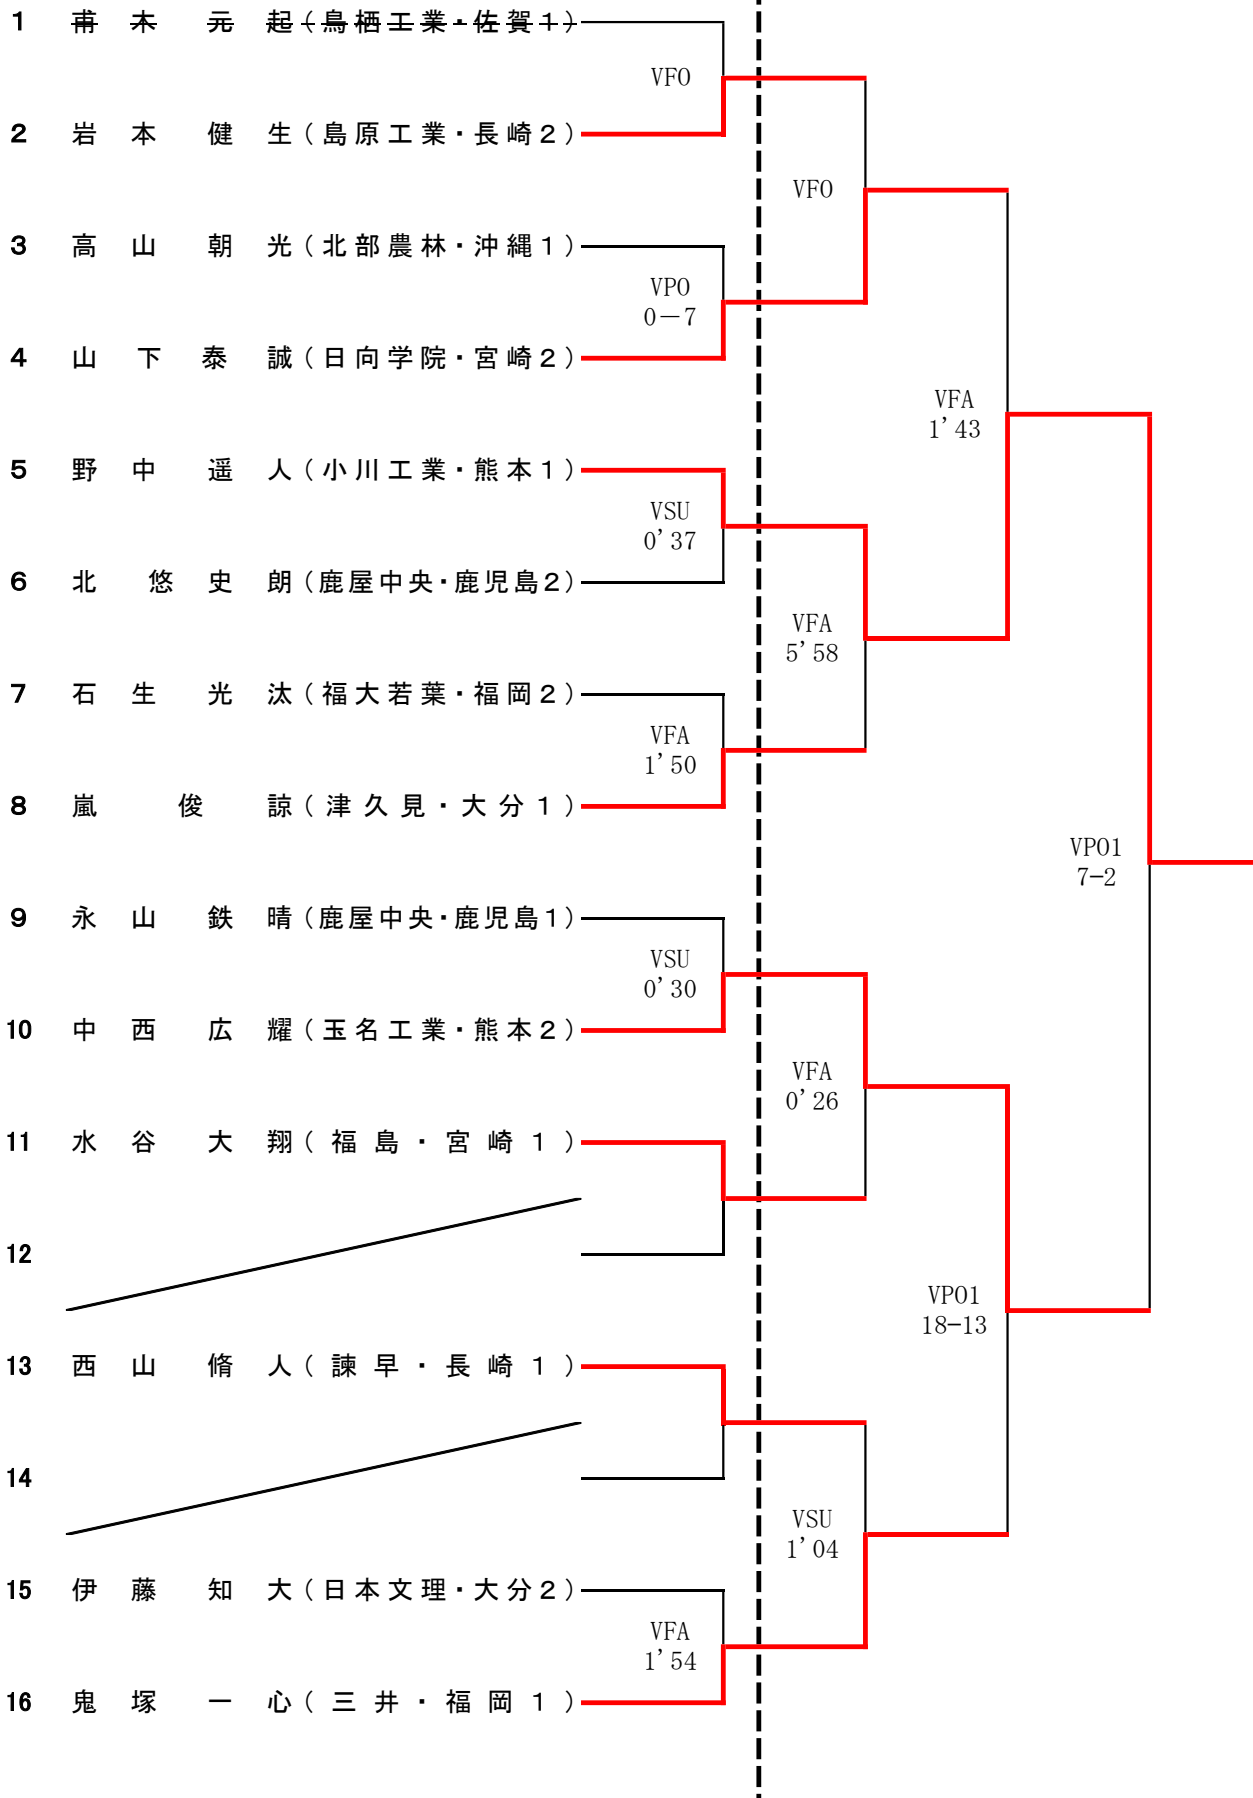 1 甫木 元起(鳥栖工業・佐賀1)
VFO
2 岩本 健生(島原工業・長崎2)
VFO
3 高山 朝光(北部農林・沖縄1)
VPO
0－7
4 山下 泰誠(日向学院・宮崎2)
VFA
1’43
5 野中 遥人(小川工業・熊本1)
VSU
0’37
6 北 悠史朗(鹿屋中央・鹿児島2)
VFA
5’58
7 石生 光汰(福大若葉・福岡2)
VFA
1’50
8 嵐 俊諒(津久見・大分1)
VPO1
7−2
9 永山 鉄晴(鹿屋中央・鹿児島1)
VSU
0’30
10 中西 広耀(玉名工業・熊本2)
VFA
0’26
11 水谷 大翔(福島・宮崎1)
12
VPO1
18−13
13 西山 脩人(諫早・長崎1)
14
VSU
1’04
15 伊藤 知大(日本文理・大分2)
VFA
1’54
16 鬼塚 一心(三井・福岡1)